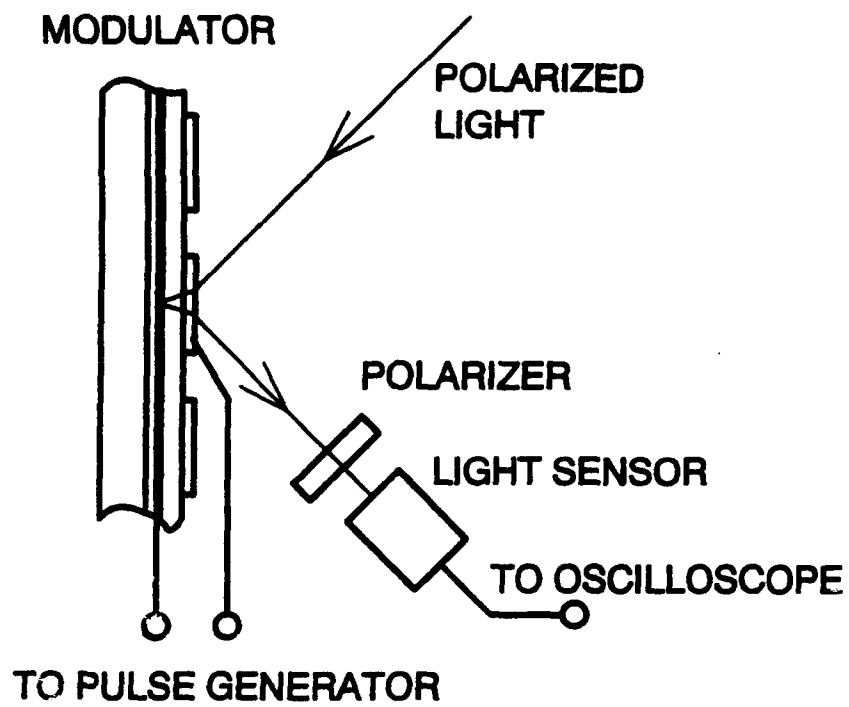 MODULATOR
POLARIZED
LIGHT
POLARIZER
LIGHT SENSOR
TO OSCILLOSCOPE
TO PULSE GENERATOR